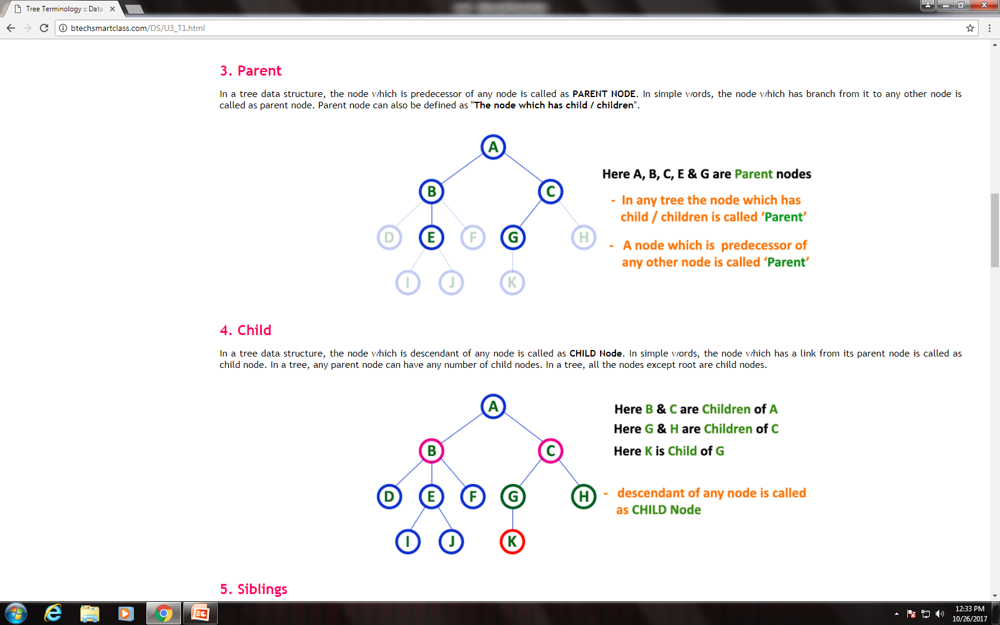 Tree Terminology :: Data
btechsmartclass.com/DS/U3_T1.html
3. Parent
In a tree data structure, the node which is predecessor of any node is called as PARENT NODE. In simple words, the node which has branch from it to any other node is
called as parent node. Parent node can also be defined as "The node which has child / children".
A
B
C
D
E
F
G
H
I
J
K
Here A, B, C, E & G are Parent nodes
- In any tree the node which has
child / children is called ‘Parent’
- A node which is predecessor of
any other node is called ‘Parent’
4. Child
In a tree data structure, the node which is descendant of any node is called as CHILD Node. In simple words, the node which has a link from its parent node is called as
child node. In a tree, any parent node can have any number of child nodes. In a tree, all the nodes except root are child nodes.
A
B
C
D
E
F
G
H
I
J
K
Here B & C are Children of A
Here G & H are Children of C
Here K is Child of G
- descendant of any node is called
as CHILD Node
5. Siblings
12:33 PM
10/26/2017